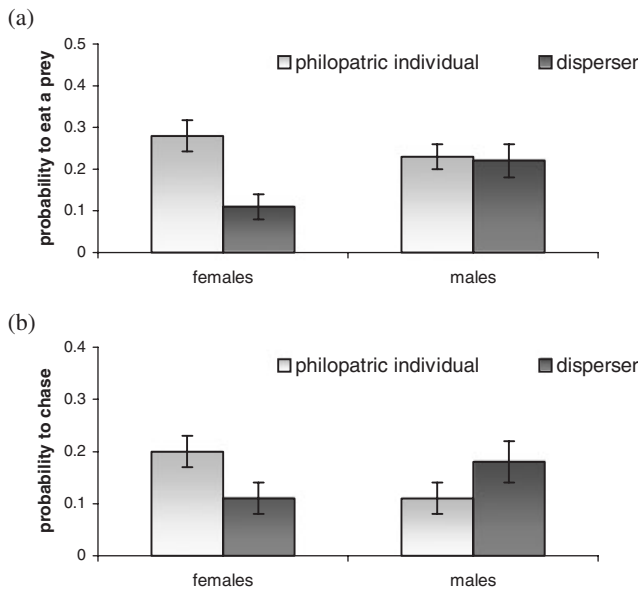 (a)
0.5
philopatric individual disperser
0.4
0.3
0.2
0.1
0
probability to eat a prey
females males
(b)
0.4
philopatric individual disperser
0.3
0.2
0.1
0
probability to chase
females males